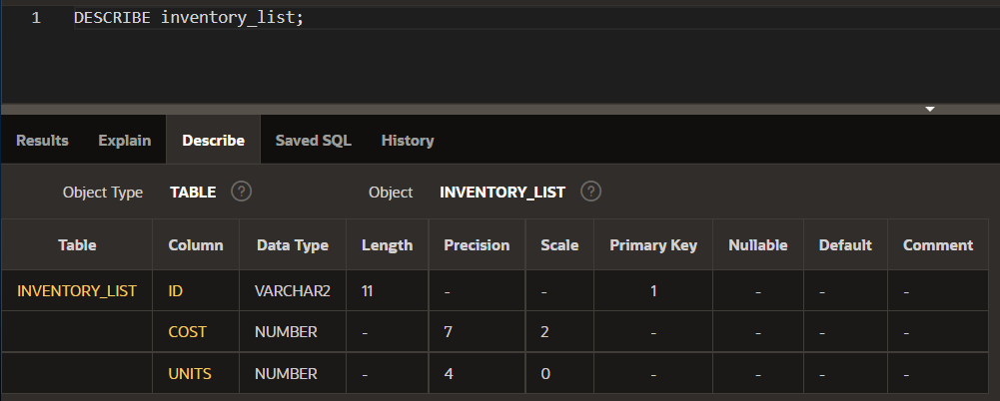 1 DESCRIBE inventory_list;
Results Explain Describe Saved SQL History
Object Type TABLE ? Object INVENTORY_LIST ?
Table Column Data Type Length Precision Scale Primary Key Nullable Default Comment
INVENTORY_LIST ID VARCHAR2 11 - - 1 - - -
COST NUMBER - 7 2 - - - -
UNITS NUMBER - 4 0 - - - -